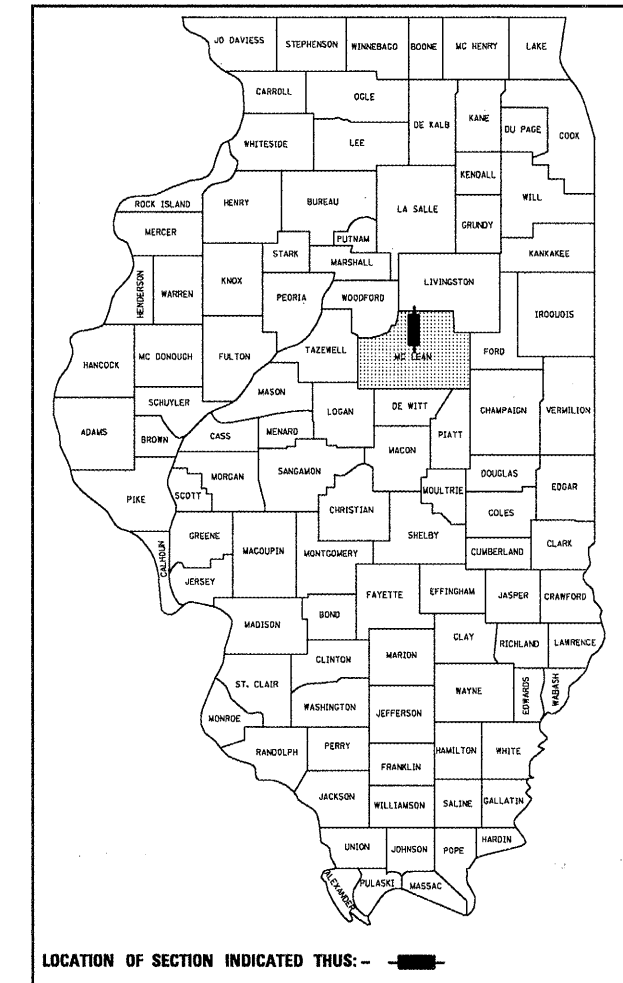 JO DAVIESS STEPHENSON WINNEBAGO BOONE MC HENRY LAKE
CARROLL OGLE DE KALB KANE DU PAGE COOK
WHITESIDE LEE KENDALL WILL
ROCK ISLAND HENRY BUREAU LA SALLE GRUNDY
MERCER PUTNAM
STARK MARSHALL KANKAKEE
HENDERSON WARREN KNOX PEORIA WOODFORD LIVINGSTON IROQUOIS
HANCOCK MC DONOUGH FULTON TAZEWELL MC LEAN FORD
SCHUYLER MASON LOGAN DE WITT CHAMPAIGN VERMILION
ADAMS BROWN CASS MENARD MACON PIATT
PIKE SCOTT MORGAN SANGAMON CHRISTIAN MOULTRIE DOUGLAS EDGAR
COLES
CALHOUN GREENE MACOUPIN MONTGOMERY SHELBY CUMBERLAND CLARK
JERSEY FAYETTE EFFINGHAM JASPER CRAWFORD
MADISON BOND
CLAY RICHLAND LAWRENCE
CLINTON MARION
ST. CLAIR WAYNE EDWARDS WABASH
WASHINGTON JEFFERSON
MONROE
RANDOLPH PERRY HAMILTON WHITE
FRANKLIN
JACKSON WILLIAMSON SALINE GALLATIN
UNION JOHNSON POPE HARDIN
ALEXANDER PULASKI MASSAC
LOCATION OF SECTION INDICATED THUS:-